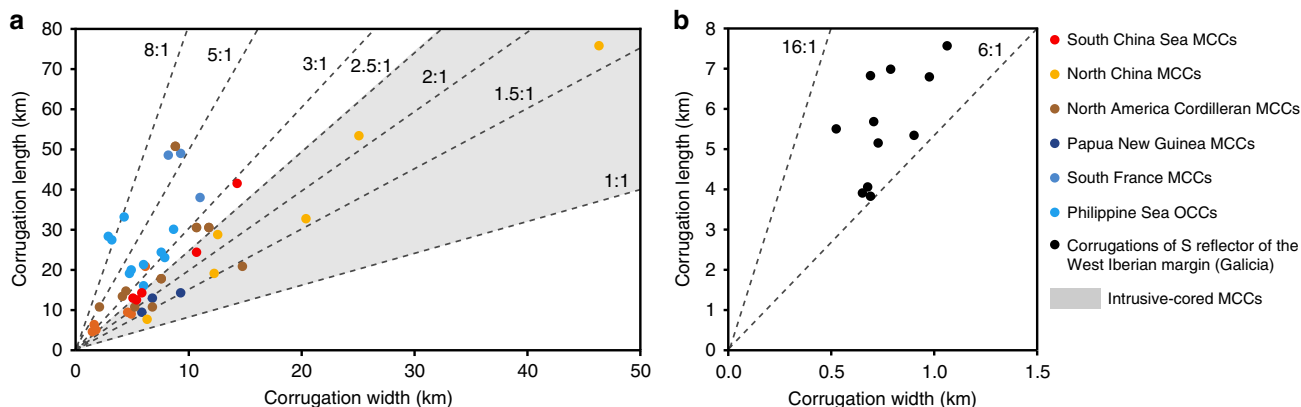 a
Corrugation length (km)
80
70
60
50
40
30
20
10
0
0
10
20
30
40
50
Corrugation width (km)
8:1
5:1
3:1
2.5:1
2:1
1.5:1
1:1
b
Corrugation length (km)
8
7
6
5
4
3
2
1
0
0.0
0.5
1.0
1.5
Corrugation width (km)
16:1
6:1
South China Sea MCCs
North China MCCs
North America Cordilleran MCCs
Papua New Guinea MCCs
South France MCCs
Philippine Sea OCCs
Corrugations of S reflector of the
West Iberian margin (Galicia)
Intrusive-cored MCCs